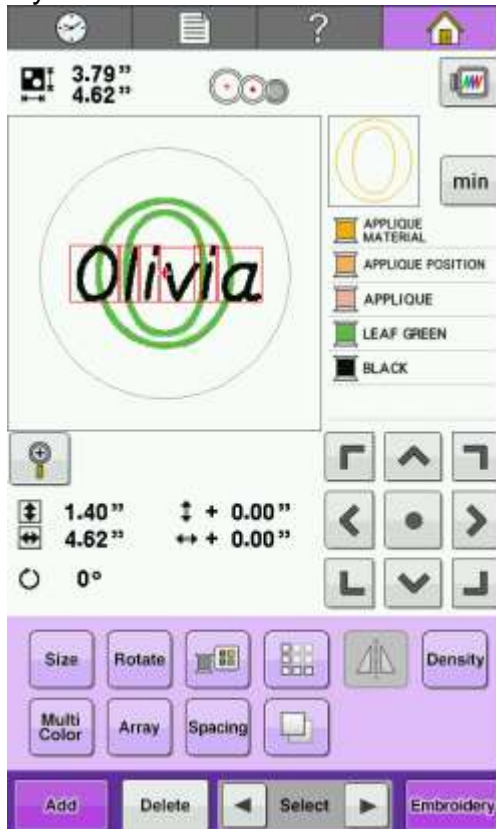 ?
3.79"
4.62"
min
Olivia
APPLIQUE
MATERIAL
APPLIQUE POSITION
APPLIQUE
LEAF GREEN
BLACK
1.40" + 0.00"
4.62" + 0.00"
0°
Size Rotate Density
Multi
Color Array Spacing
Add Delete Select Embroidery